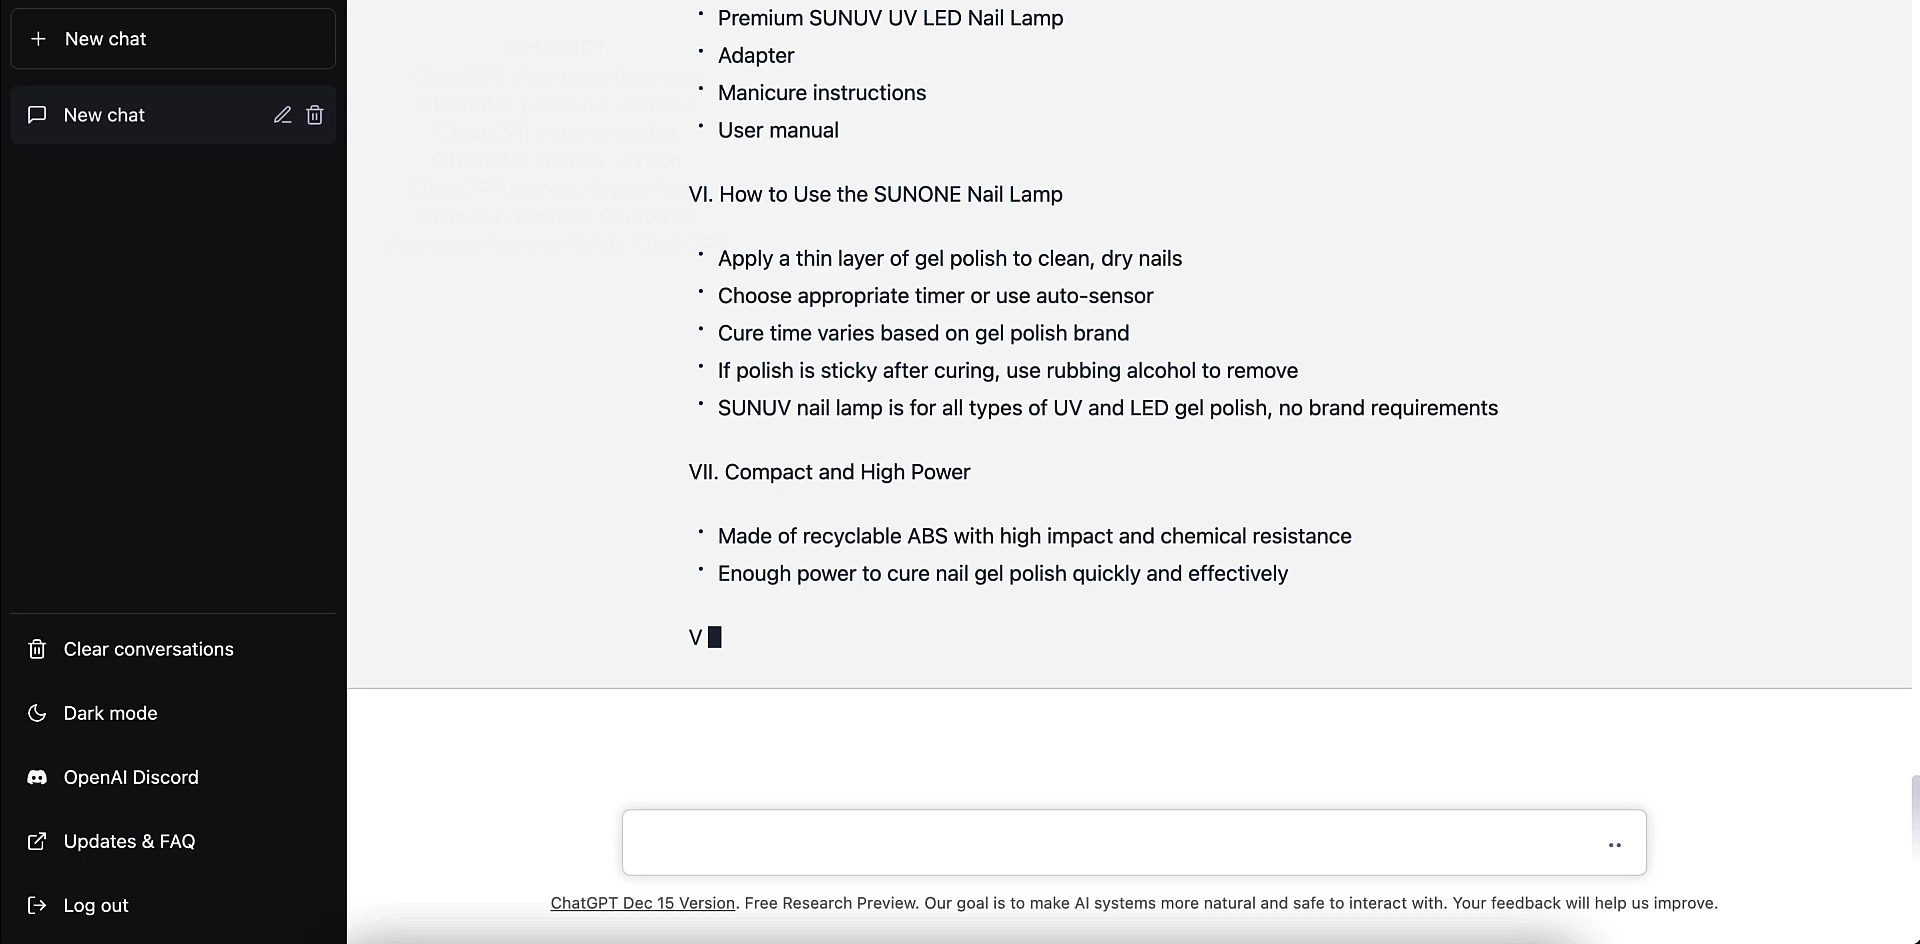 New chat
New chat
Clear conversations
Dark mode
OpenAI Discord
Updates & FAQ
Log out
• Premium SUNUV UV LED Nail Lamp
• Adapter
• Manicure instructions
• User manual
VI. How to Use the SUNONE Nail Lamp
• Apply a thin layer of gel polish to clean, dry nails
• Choose appropriate timer or use auto-sensor
• Cure time varies based on gel polish brand
• If polish is sticky after curing, use rubbing alcohol to remove
• SUNUV nail lamp is for all types of UV and LED gel polish, no brand requirements
VII. Compact and High Power
• Made of recyclable ABS with high impact and chemical resistance
• Enough power to cure nail gel polish quickly and effectively
V
ChatGPT Dec 15 Version. Free Research Preview. Our goal is to make AI systems more natural and safe to interact with. Your feedback will help us improve.